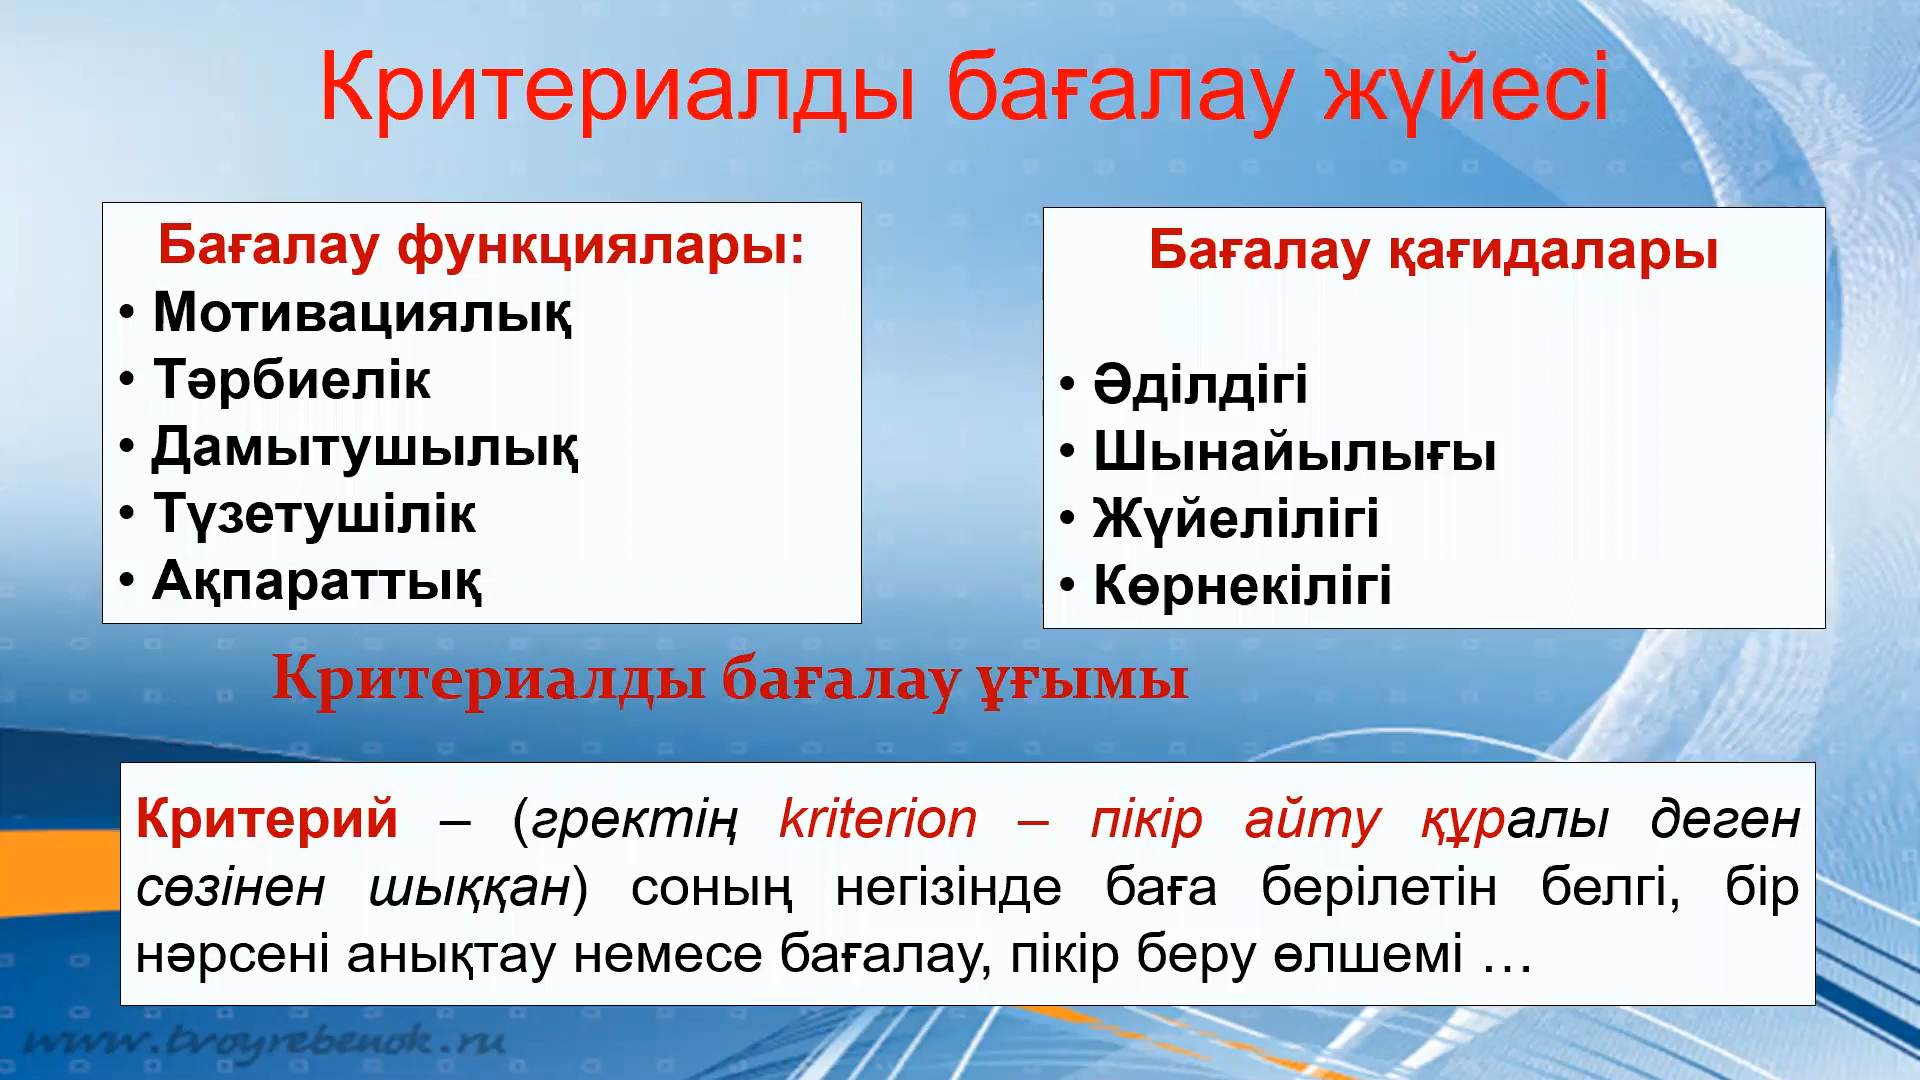 Критериалды бағалау жүйесі
Бағалау функциялары:
• Мотивациялық
• Тәрбиелік
• Дамытушылық
• Түзетушілік
• Ақпараттық
Бағалау қағидалары
• Әділдігі
• Шынайылығы
• Жүйелілігі
• Көрнекілігі
Критериалды бағалау ұғымы
Критерий – (гректің kriterion – пікір айту құралы деген
сөзінен шыққан) соның негізінде баға берілетін белгі, бір
нәрсені анықтау немесе бағалау, пікір беру өлшемі …
www.tvoyrebenok.ru